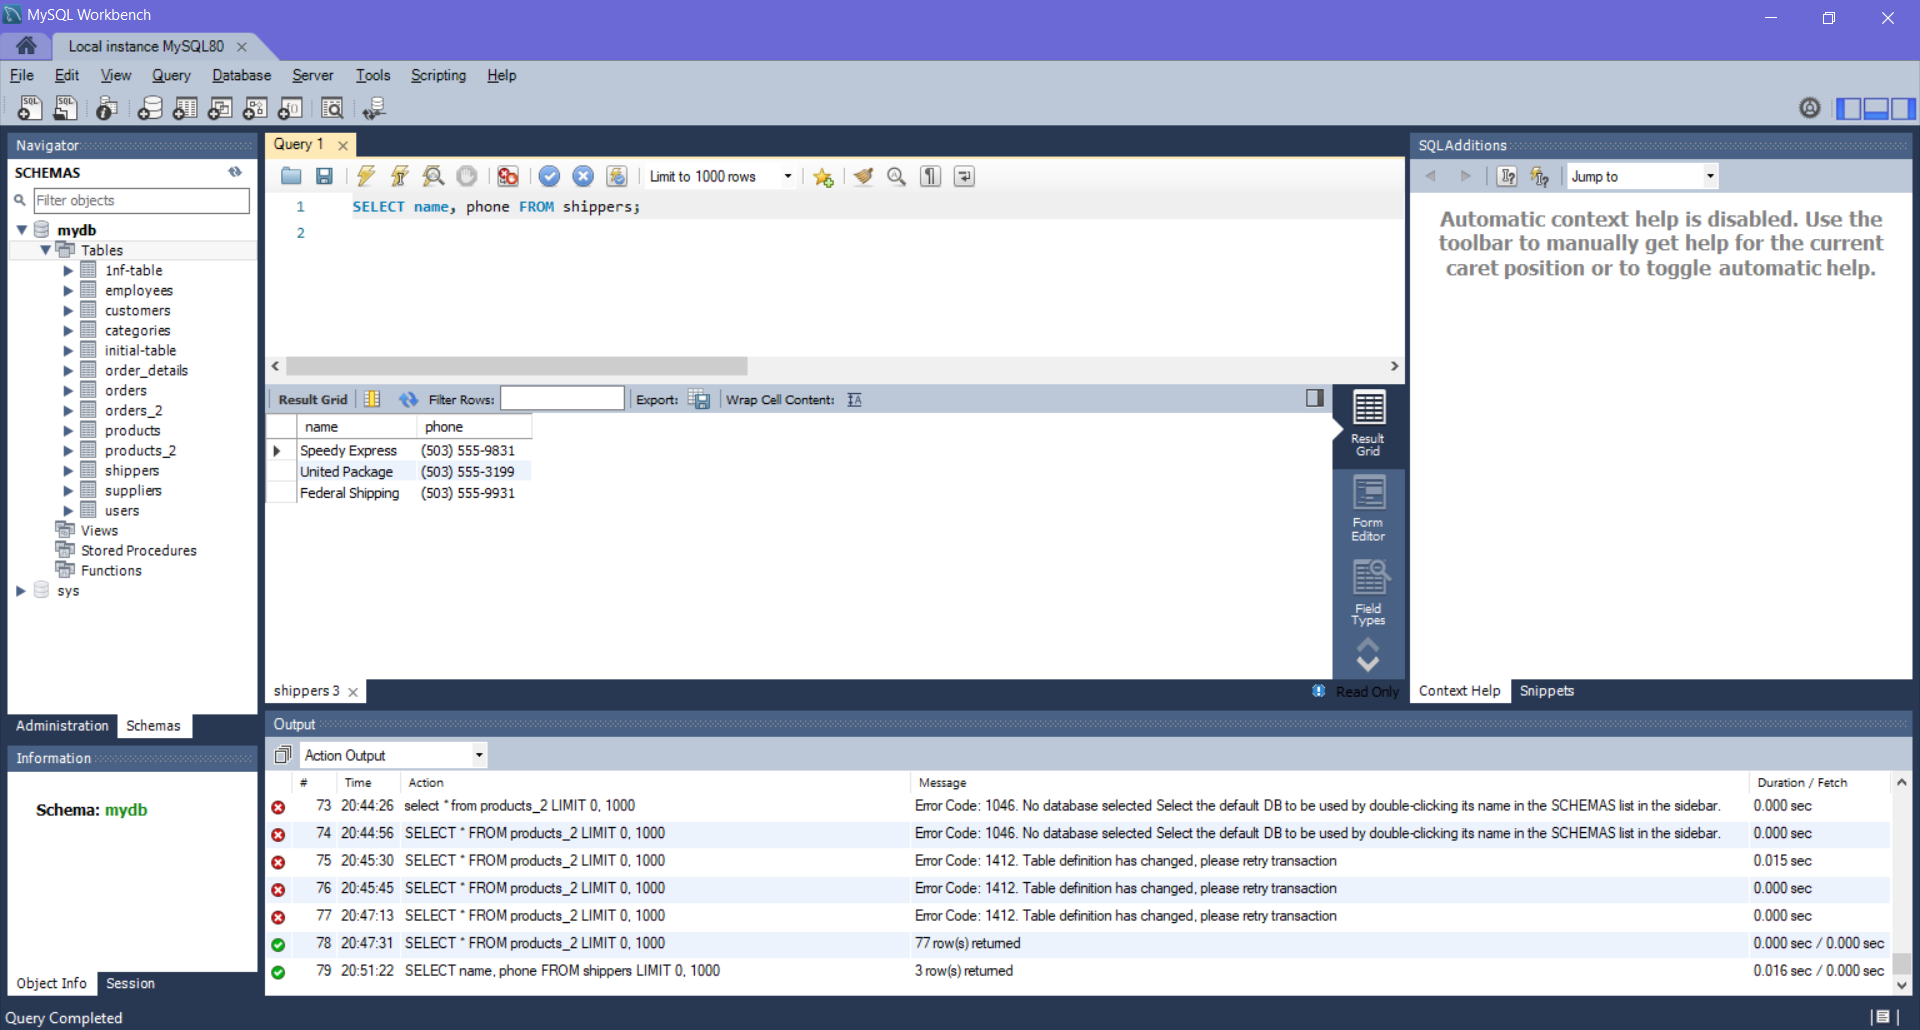 MySQL Workbench
Local instance MySQL80
File Edit View Query Database Server Tools Scripting Help
Navigator
SCHEMAS
Filter objects
mydb
Tables
1nf-table
employees
customers
categories
initial-table
order_details
orders
orders_2
products
products_2
shippers
suppliers
users
Views
Stored Procedures
Functions
sys
Administration Schemas
Information
Schema: mydb
Object Info Session
Query 1
Limit to 1000 rows
1 SELECT name, phone FROM shippers;
2
Result Grid Filter Rows: Export: Wrap Cell Content:
name phone
Speedy Express (503) 555-9831
United Package (503) 555-3199
Federal Shipping (503) 555-9931
Result
Grid
Form
Editor
Field
Types
shippers 3 Read Only
SQLAdditions
Jump to
Automatic context help is disabled. Use the
toolbar to manually get help for the current
caret position or to toggle automatic help.
Context Help Snippets
Output
Action Output
# Time Action Message Duration / Fetch
73 20:44:26 select * from products_2 LIMIT 0, 1000 Error Code: 1046. No database selected Select the default DB to be used by double-clicking its name in the SCHEMAS list in the sidebar. 0.000 sec
74 20:44:56 SELECT * FROM products_2 LIMIT 0, 1000 Error Code: 1046. No database selected Select the default DB to be used by double-clicking its name in the SCHEMAS list in the sidebar. 0.000 sec
75 20:45:30 SELECT * FROM products_2 LIMIT 0, 1000 Error Code: 1412. Table definition has changed, please retry transaction 0.015 sec
76 20:45:45 SELECT * FROM products_2 LIMIT 0, 1000 Error Code: 1412. Table definition has changed, please retry transaction 0.000 sec
77 20:47:13 SELECT * FROM products_2 LIMIT 0, 1000 Error Code: 1412. Table definition has changed, please retry transaction 0.000 sec
78 20:47:31 SELECT * FROM products_2 LIMIT 0, 1000 77 row(s) returned 0.000 sec / 0.000 sec
79 20:51:22 SELECT name, phone FROM shippers LIMIT 0, 1000 3 row(s) returned 0.016 sec / 0.000 sec
Query Completed